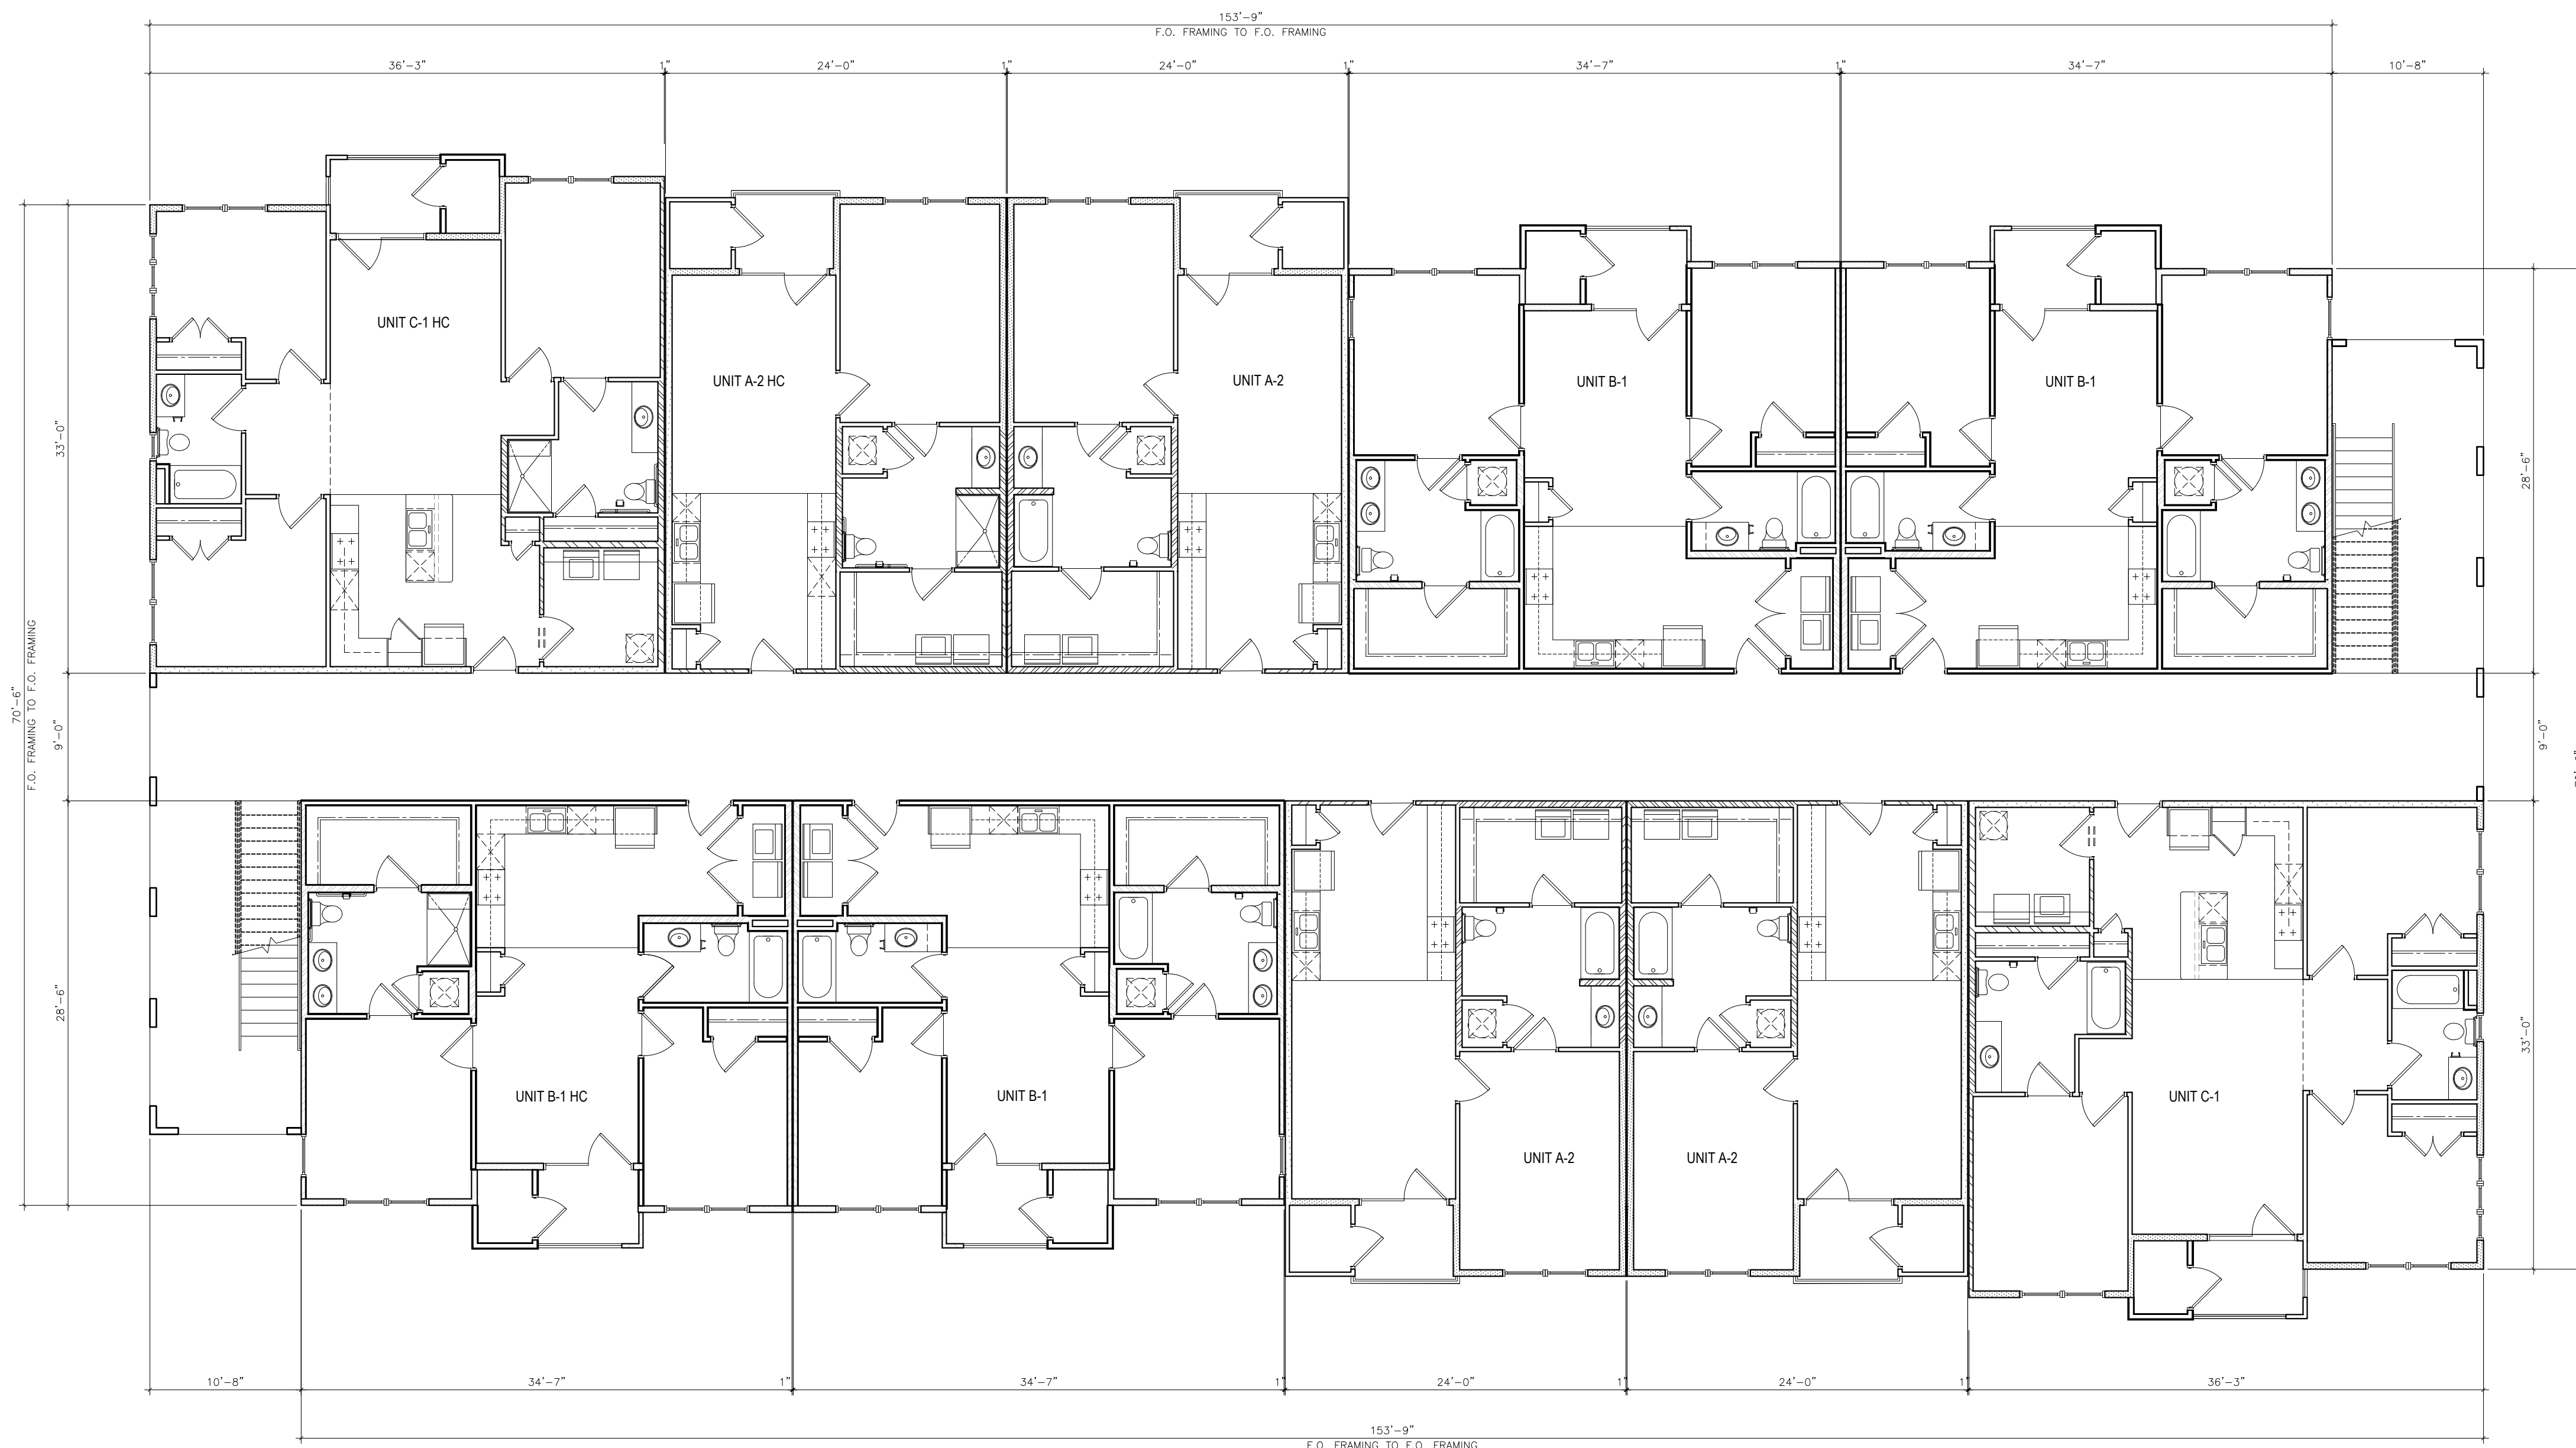 153'-9"
F.O. FRAMING TO F.O. FRAMING
36'-3"
1"
24'-0"
1"
24'-0"
1"
34'-7"
1"
34'-7"
10'-8"
UNIT C-1 HC
UNIT A-2 HC
UNIT A-2
UNIT B-1
UNIT B-1
33'-0"
28'-6"
70'-6"
F.O. FRAMING TO F.O. FRAMING
9'-0"
9'-0"
28'-6"
33'-0"
UNIT B-1 HC
UNIT B-1
UNIT A-2
UNIT A-2
UNIT C-1
10'-8"
34'-7"
1"
34'-7"
1"
24'-0"
1"
24'-0"
1"
36'-3"
153'-9"
F.O. FRAMING TO F.O. FRAMING